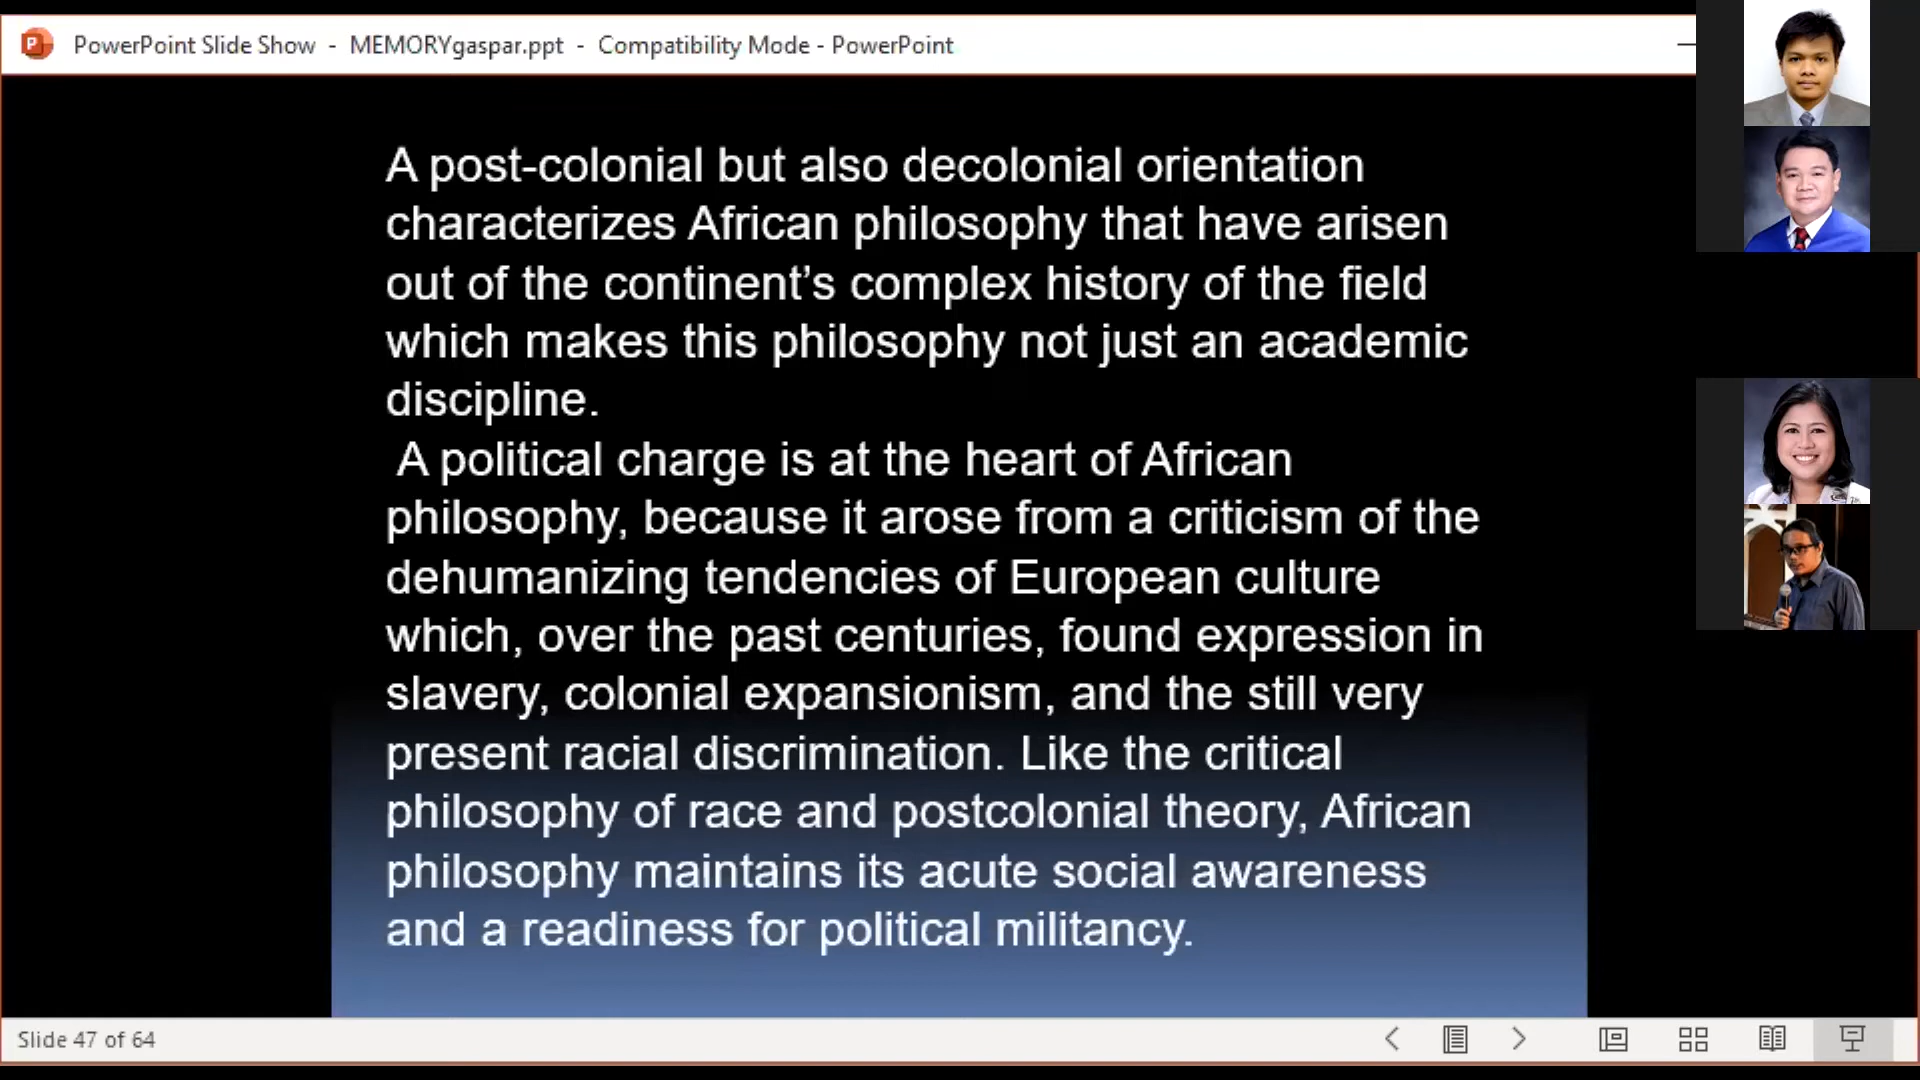 PowerPoint Slide Show - MEMORYgaspar.ppt - Compatibility Mode - PowerPoint
A post-colonial but also decolonial orientation
characterizes African philosophy that have arisen
out of the continent’s complex history of the field
which makes this philosophy not just an academic
discipline.
A political charge is at the heart of African
philosophy, because it arose from a criticism of the
dehumanizing tendencies of European culture
which, over the past centuries, found expression in
slavery, colonial expansionism, and the still very
present racial discrimination. Like the critical
philosophy of race and postcolonial theory, African
philosophy maintains its acute social awareness
and a readiness for political militancy.
Slide 47 of 64